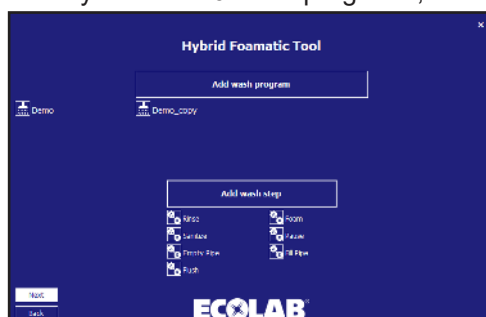 ×
Hybrid Foamatic Tool
Add wash program
Demo Demo_copy
Add wash step
Rinse Foam
Sanitize Pause
Empty Pipe Fill Pipe
Push
Next
Back
ECOLAB®